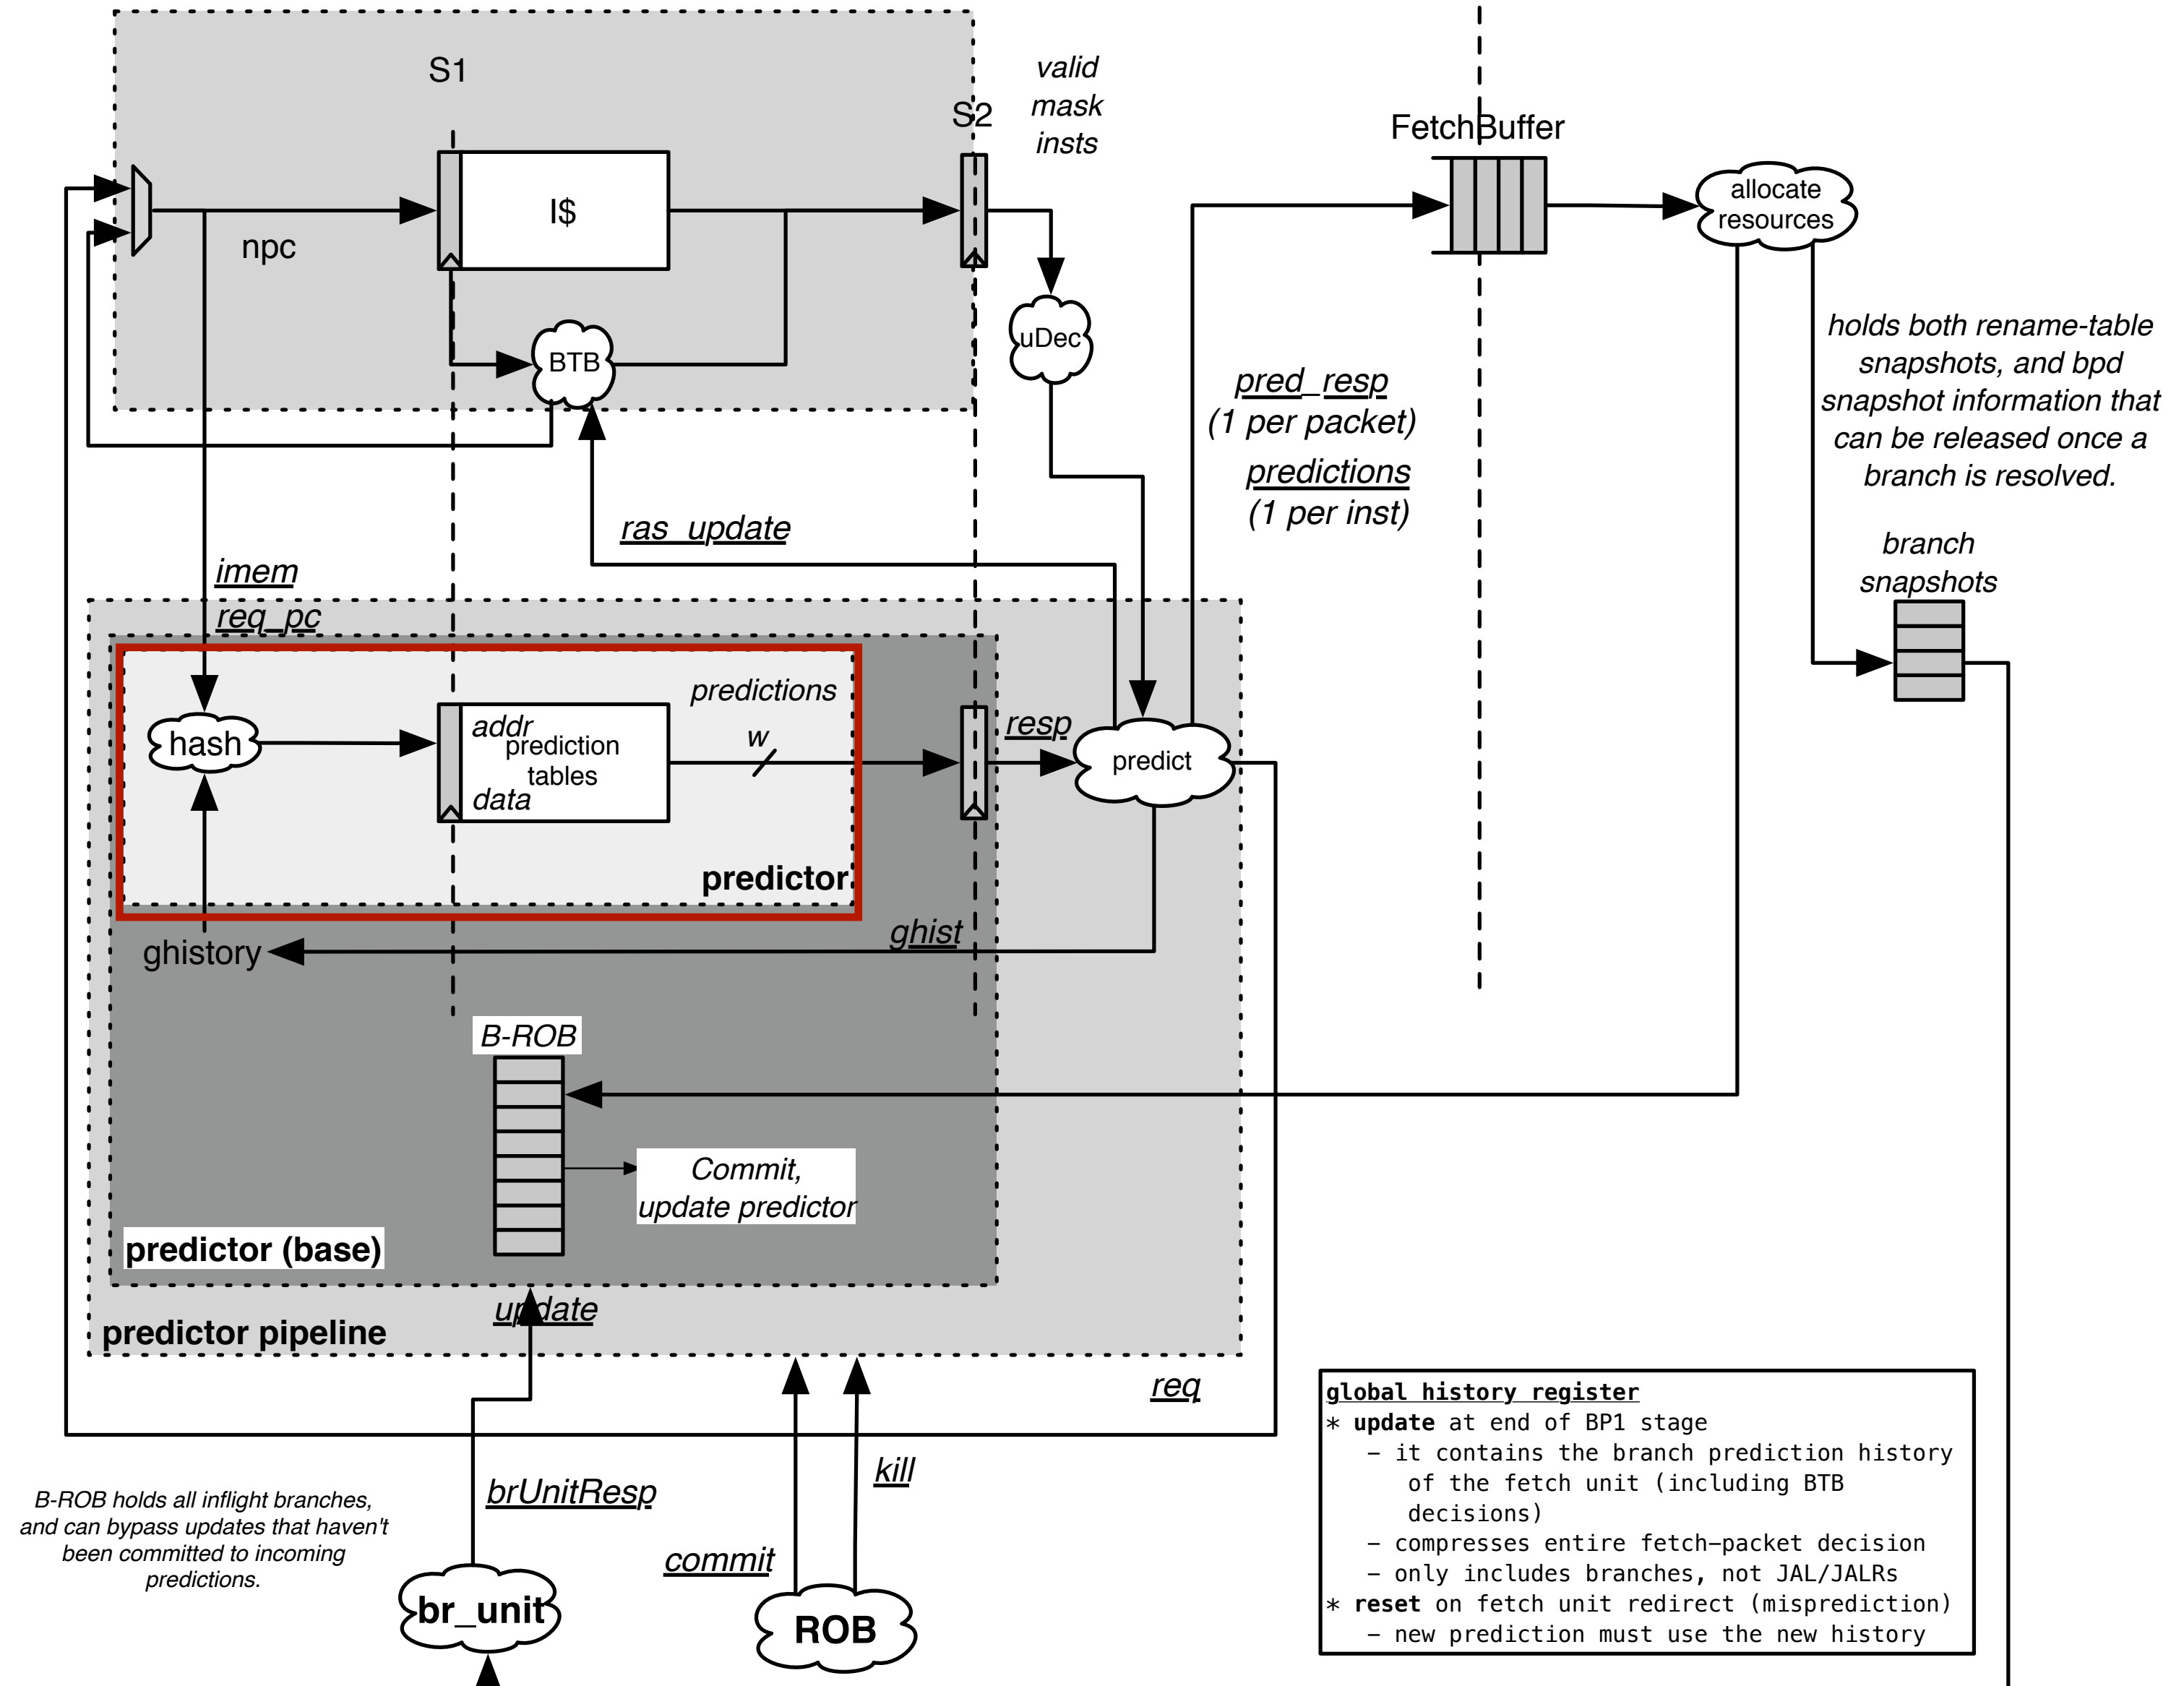 S1
S2
valid
mask
insts
FetchBuffer
allocate
resources
I$
npc
BTB
uDec
holds both rename-table
snapshots, and bpd
snapshot information that
can be released once a
branch is resolved.
pred_resp
(1 per packet)
predictions
(1 per inst)
ras_update
branch
snapshots
imem
req_pc
predictions
w
hash
addr
prediction
tables
data
resp
predict
predictor
ghist
ghistory
B-ROB
Commit,
update predictor
predictor (base)
update
predictor pipeline
req
global history register
* update at end of BP1 stage
– it contains the branch prediction history
of the fetch unit (including BTB
decisions)
– compresses entire fetch-packet decision
– only includes branches, not JAL/JALRs
* reset on fetch unit redirect (misprediction)
– new prediction must use the new history
kill
brUnitResp
B-ROB holds all inflight branches,
and can bypass updates that haven't
been committed to incoming
predictions.
commit
br_unit
ROB